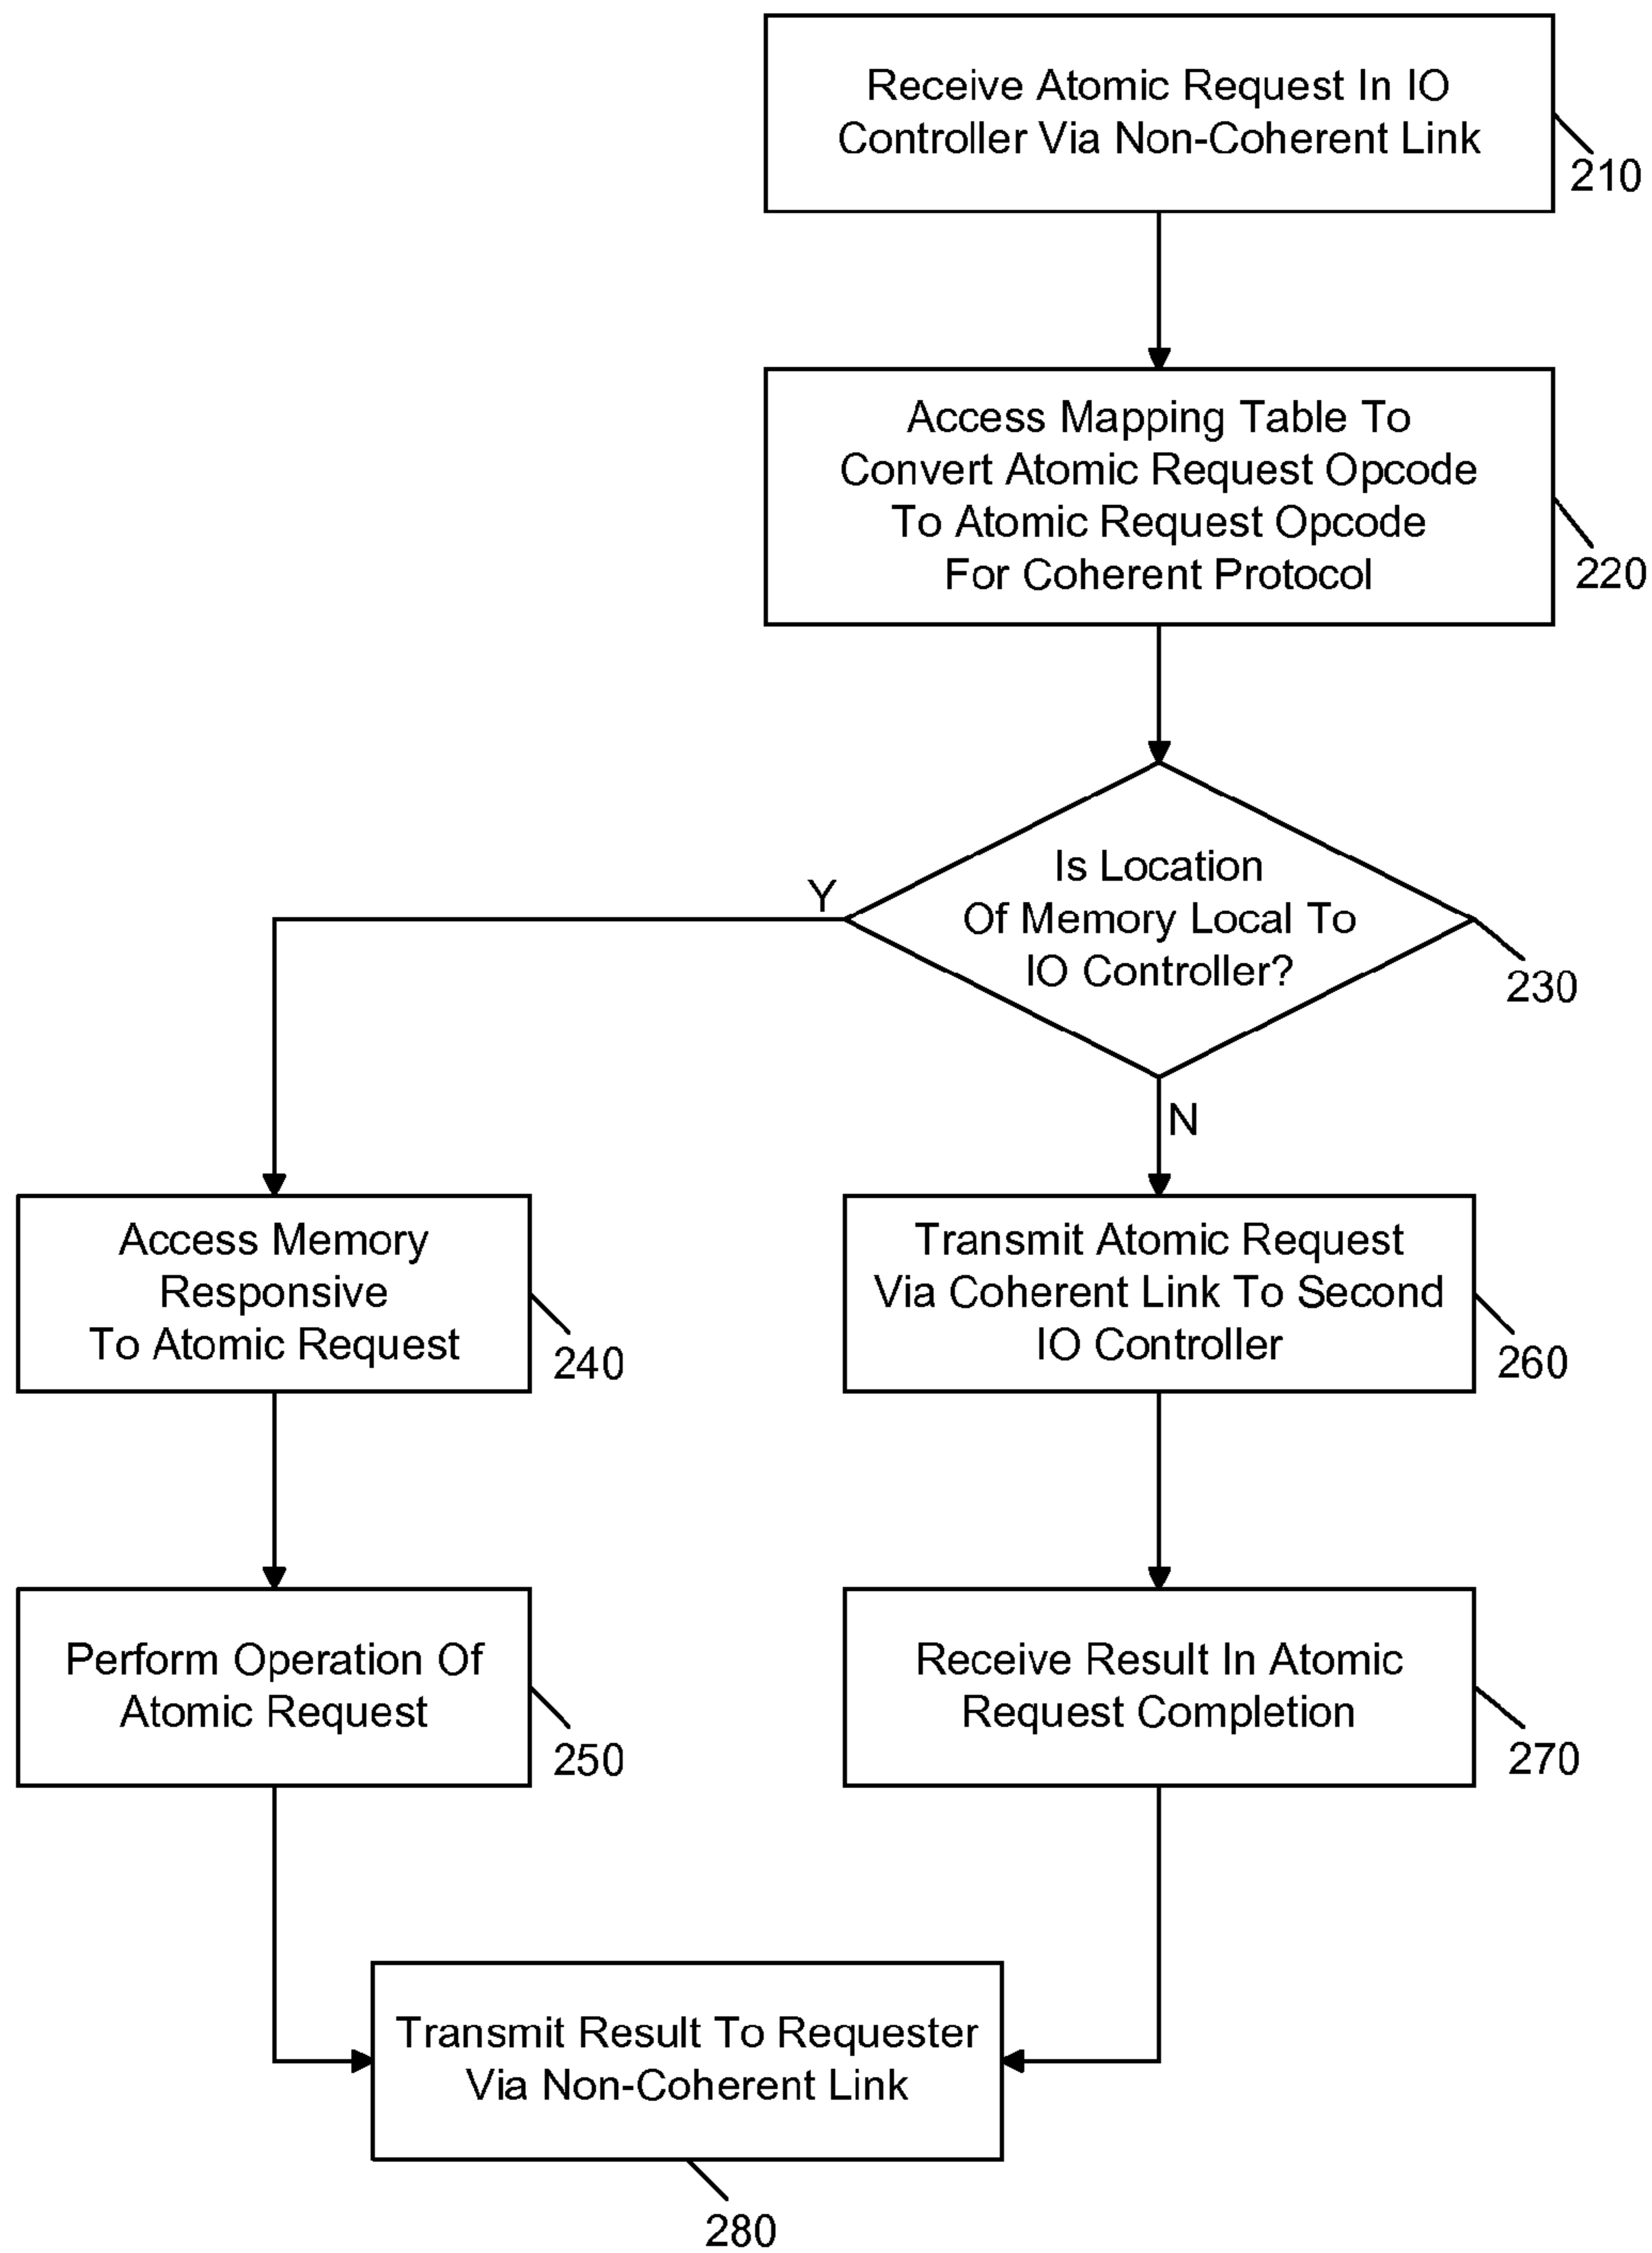 Receive Atomic Request In IO
Controller Via Non-Coherent Link
210
Access Mapping Table To
Convert Atomic Request Opcode
To Atomic Request Opcode
For Coherent Protocol
220
Is Location
Of Memory Local To
IO Controller?
230
Y
N
Access Memory
Responsive
To Atomic Request
240
Transmit Atomic Request
Via Coherent Link To Second
IO Controller
260
Perform Operation Of
Atomic Request
250
Receive Result In Atomic
Request Completion
270
Transmit Result To Requester
Via Non-Coherent Link
280